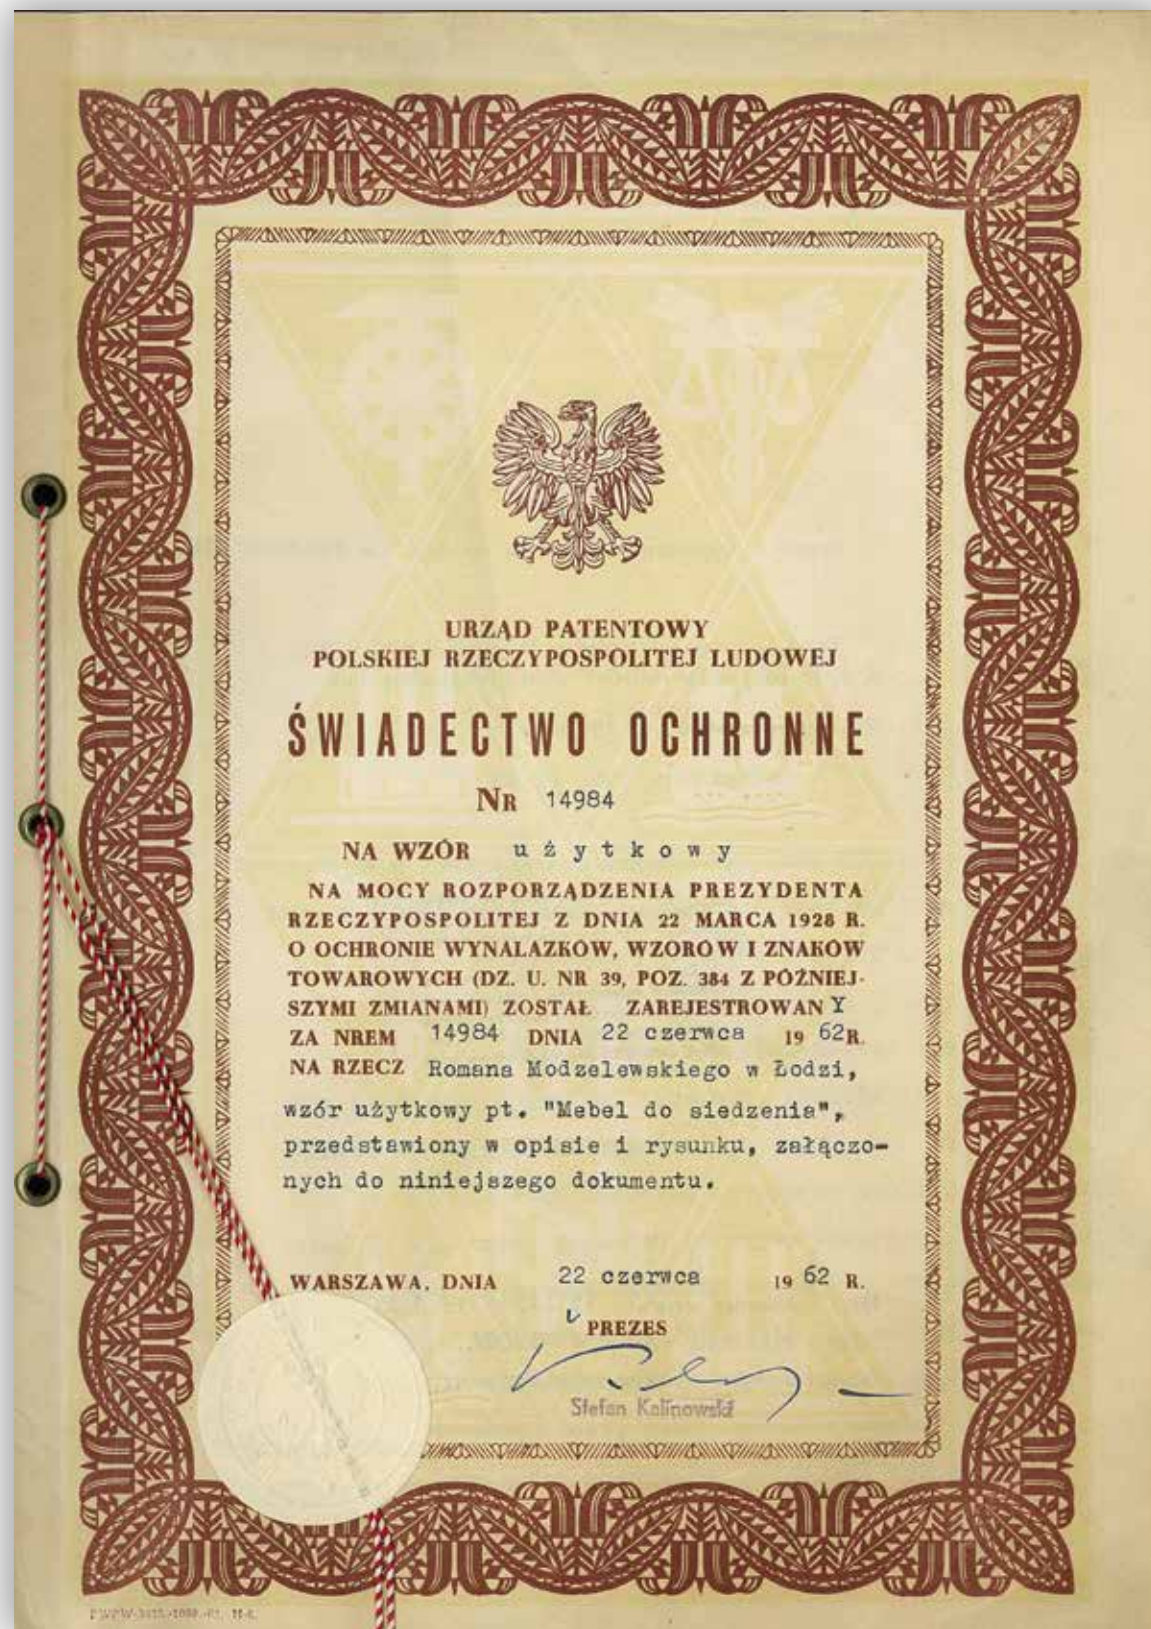 URZĄD PATENTOWY
POLSKIEJ RZECZYPOSPOLITEJ LUDOWEJ
ŚWIADECTWO OCHRONNE
NR 14984
NA WZÓR użytkowy
NA MOCY ROZPORZĄDZENIA PREZYDENTA
RZECZYPOSPOLITEJ Z DNIA 22 MARCA 1928 R.
O OCHRONIE WYNALAZKÓW, WZORÓW I ZNAKÓW
TOWAROWYCH (DZ. U. NR 39, POZ. 384 Z PÓŹNIEJ-
SZYMI ZMIANAMI) ZOSTAŁ ZAREJESTROWANY
ZA NREM 14984 DNIA 22 czerwca 1962R.
NA RZECZ Romana Modzelewskiego w Łodzi,
wzór użytkowy pt. "Mebel do siedzenia",
przedstawiony w opisie i rysunku, załączo-
nych do niniejszego dokumentu.
WARSZAWA, DNIA 22 czerwca 1962 R.
PREZES
Stefan Kalinowski